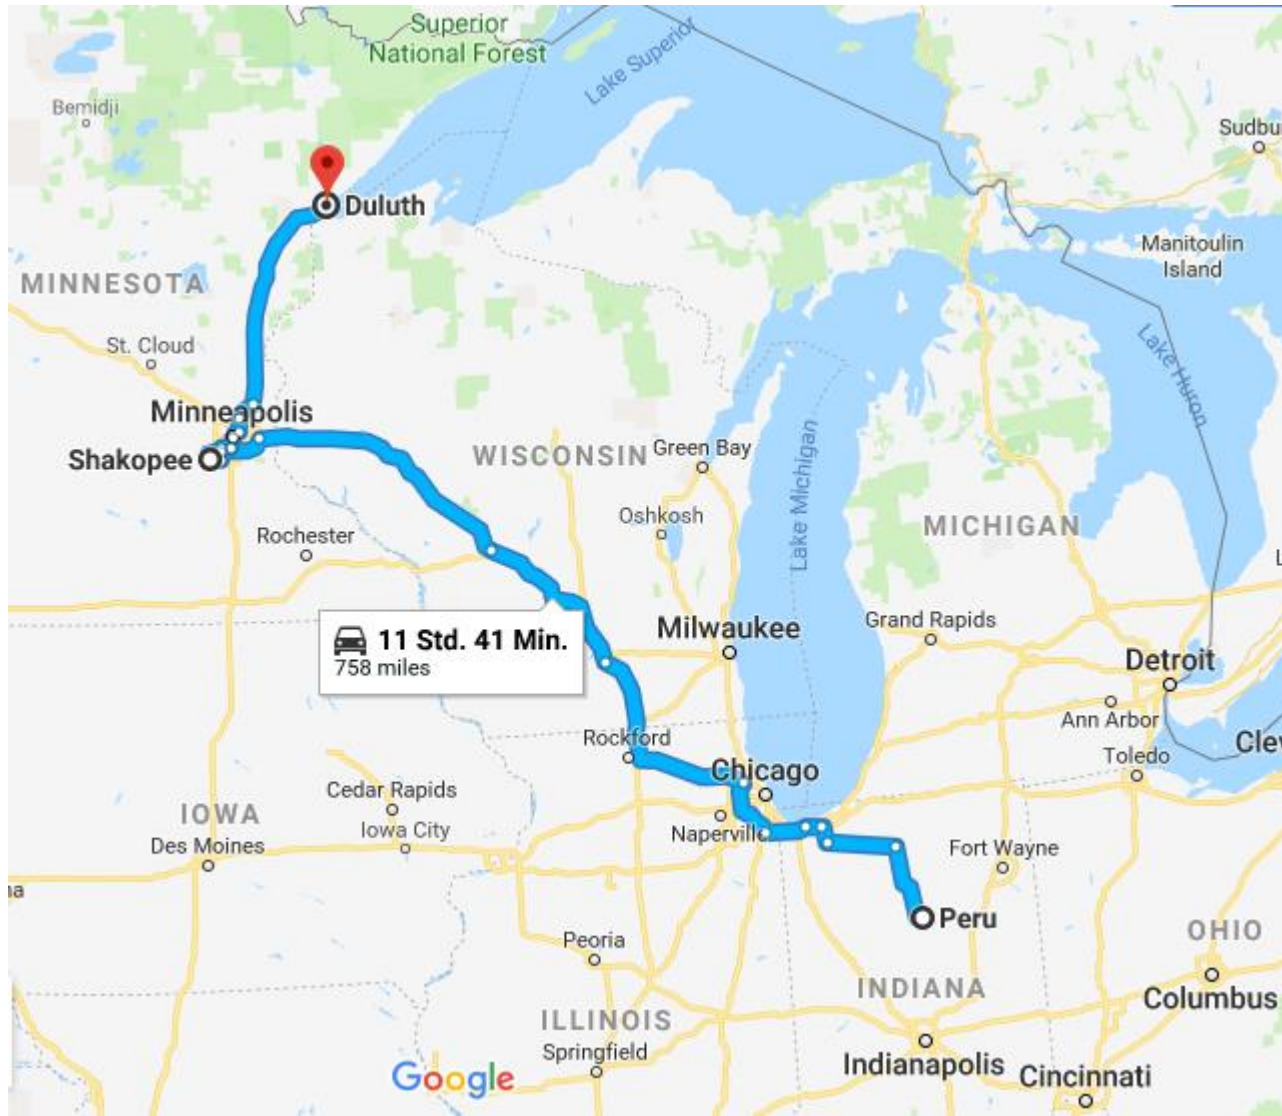 Superior
National Forest
Lake Superior
Bemidji
Sudbu
Duluth
Manitoulin
Island
MINNESOTA
St. Cloud
Lake Huron
Minneapolis
Shakopee
WISCONSIN
Green Bay
Lake Michigan
Oshkosh
MICHIGAN
Rochester
11 Std. 41 Min.
758 miles
Milwaukee
Grand Rapids
Detroit
Ann Arbor
Rockford
Toledo
Clev
Chicago
Cedar Rapids
IOWA
Iowa City
Naperville
Des Moines
Fort Wayne
na
Peru
Peoria
OHIO
INDIANA
Columbus
ILLINOIS
Springfield
Indianapolis
Google
Cincinnati